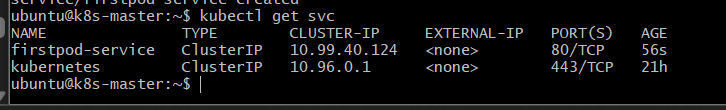 service/firstpod-service created
ubuntu@k8s-master:~$ kubectl get svc
NAME               TYPE        CLUSTER-IP     EXTERNAL-IP   PORT(S)   AGE
firstpod-service   ClusterIP   10.99.40.124   <none>        80/TCP    56s
kubernetes         ClusterIP   10.96.0.1      <none>        443/TCP   21h
ubuntu@k8s-master:~$